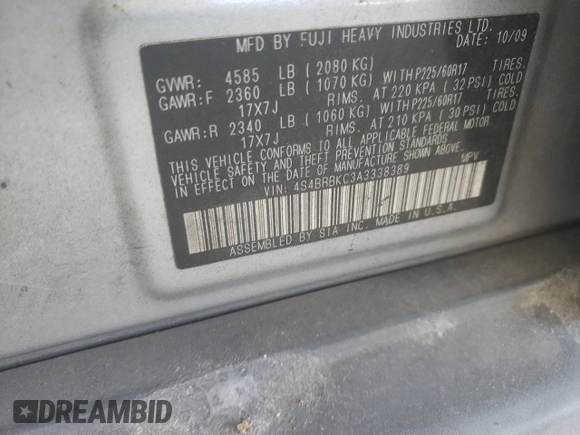 MFD BY FUJI HEAVY INDUSTRIES LTD.
DATE: 10/09
GVWR: 4585 LB (2080 KG)
GAWR:F 2360 LB (1070 KG) WITH P225/60R17 TIRES.
17X7J RIMS. AT 220 KPA (32 PSI) COLD
GAWR:R 2340 LB (1060 KG) WITH P225/60R17 TIRES.
17X7J RIMS. AT 210 KPA (30 PSI) COLD
THIS VEHICLE CONFORMS TO ALL APPLICABLE FEDERAL MOTOR
VEHICLE SAFETY AND BUMPER STANDARDS
IN EFFECT ON THE DATE OF MANUFACTURE SHOWN ABOVE.
VIN: 4S4BRBKC3A3338389 MPV
ASSEMBLED BY SIA INC. MADE IN U.S.A.
DREAMBID